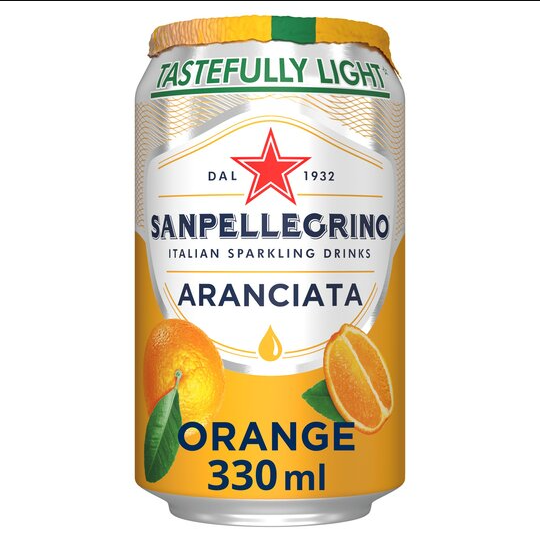 TASTEFULLY LIGHT
DAL 1932
SANPELLEGRINO
ITALIAN SPARKLING DRINKS
ARANCIATA
ORANGE
330 ml